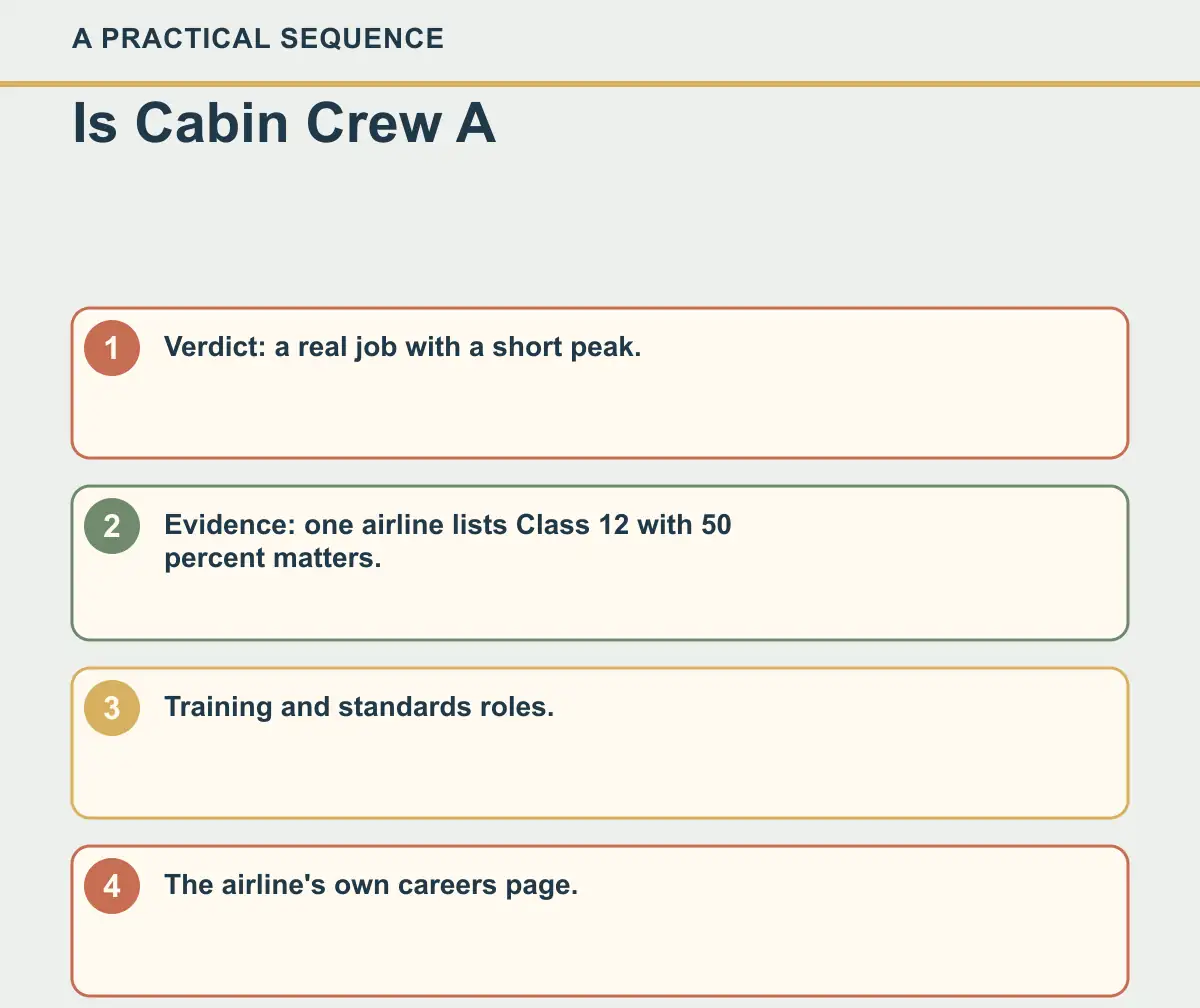 A PRACTICAL SEQUENCE
Is Cabin Crew A
1
Verdict: a real job with a short peak.
2
Evidence: one airline lists Class 12 with 50
percent matters.
3
Training and standards roles.
4
The airline's own careers page.